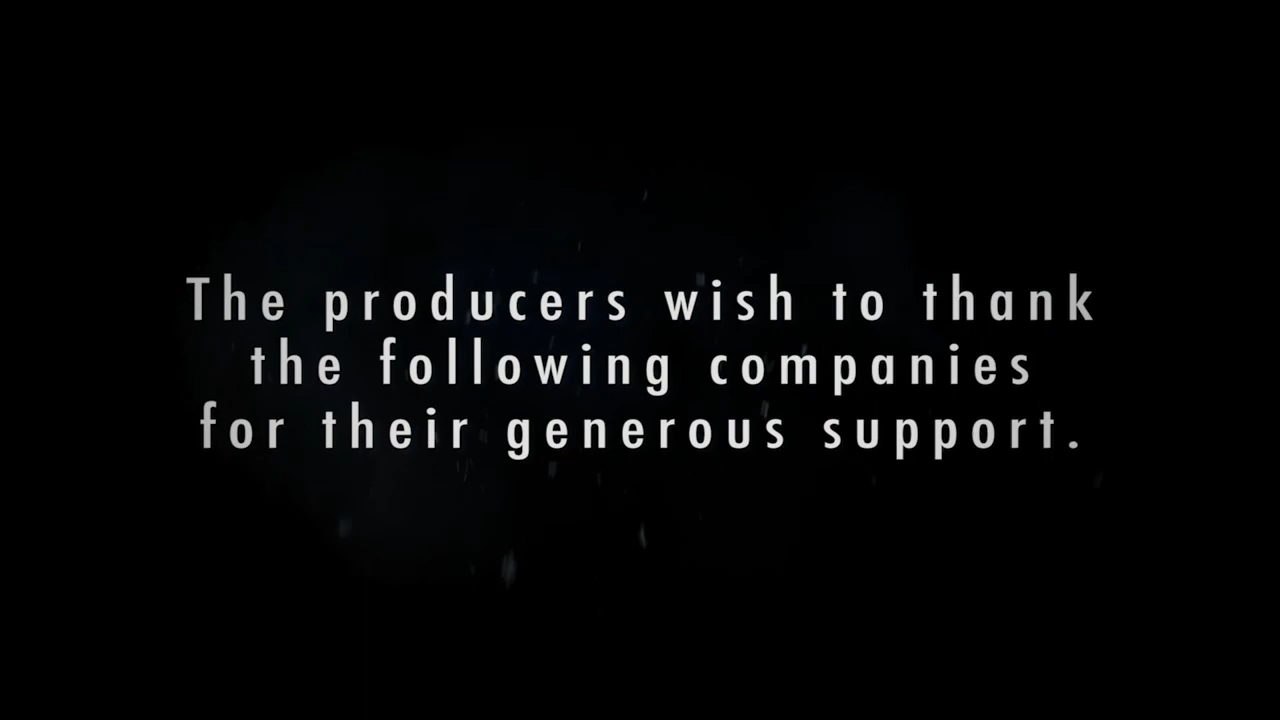 The producers wish to thank
the following companies
for their generous support.